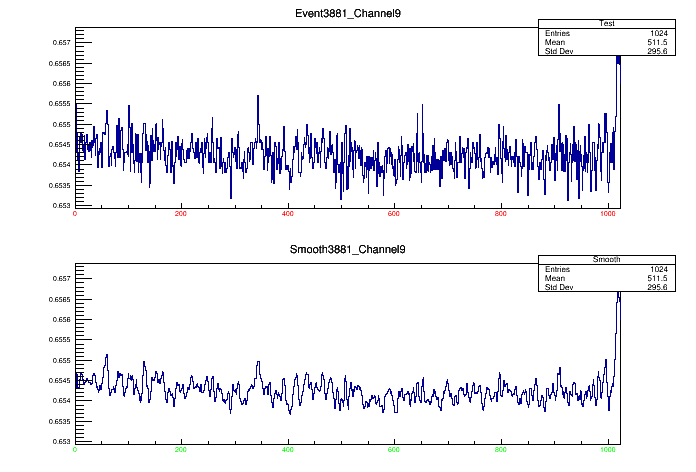 Event3881_Channel9
Test
Entries 1024
Mean 511.5
Std Dev 295.6
0.657
0.6565
0.656
0.6555
0.655
0.6545
0.654
0.6535
0.653
0 200 400 600 800 1000
Smooth3881_Channel9
Smooth
Entries 1024
Mean 511.5
Std Dev 295.6
0.657
0.6565
0.656
0.6555
0.655
0.6545
0.654
0.6535
0.653
0 200 400 600 800 1000